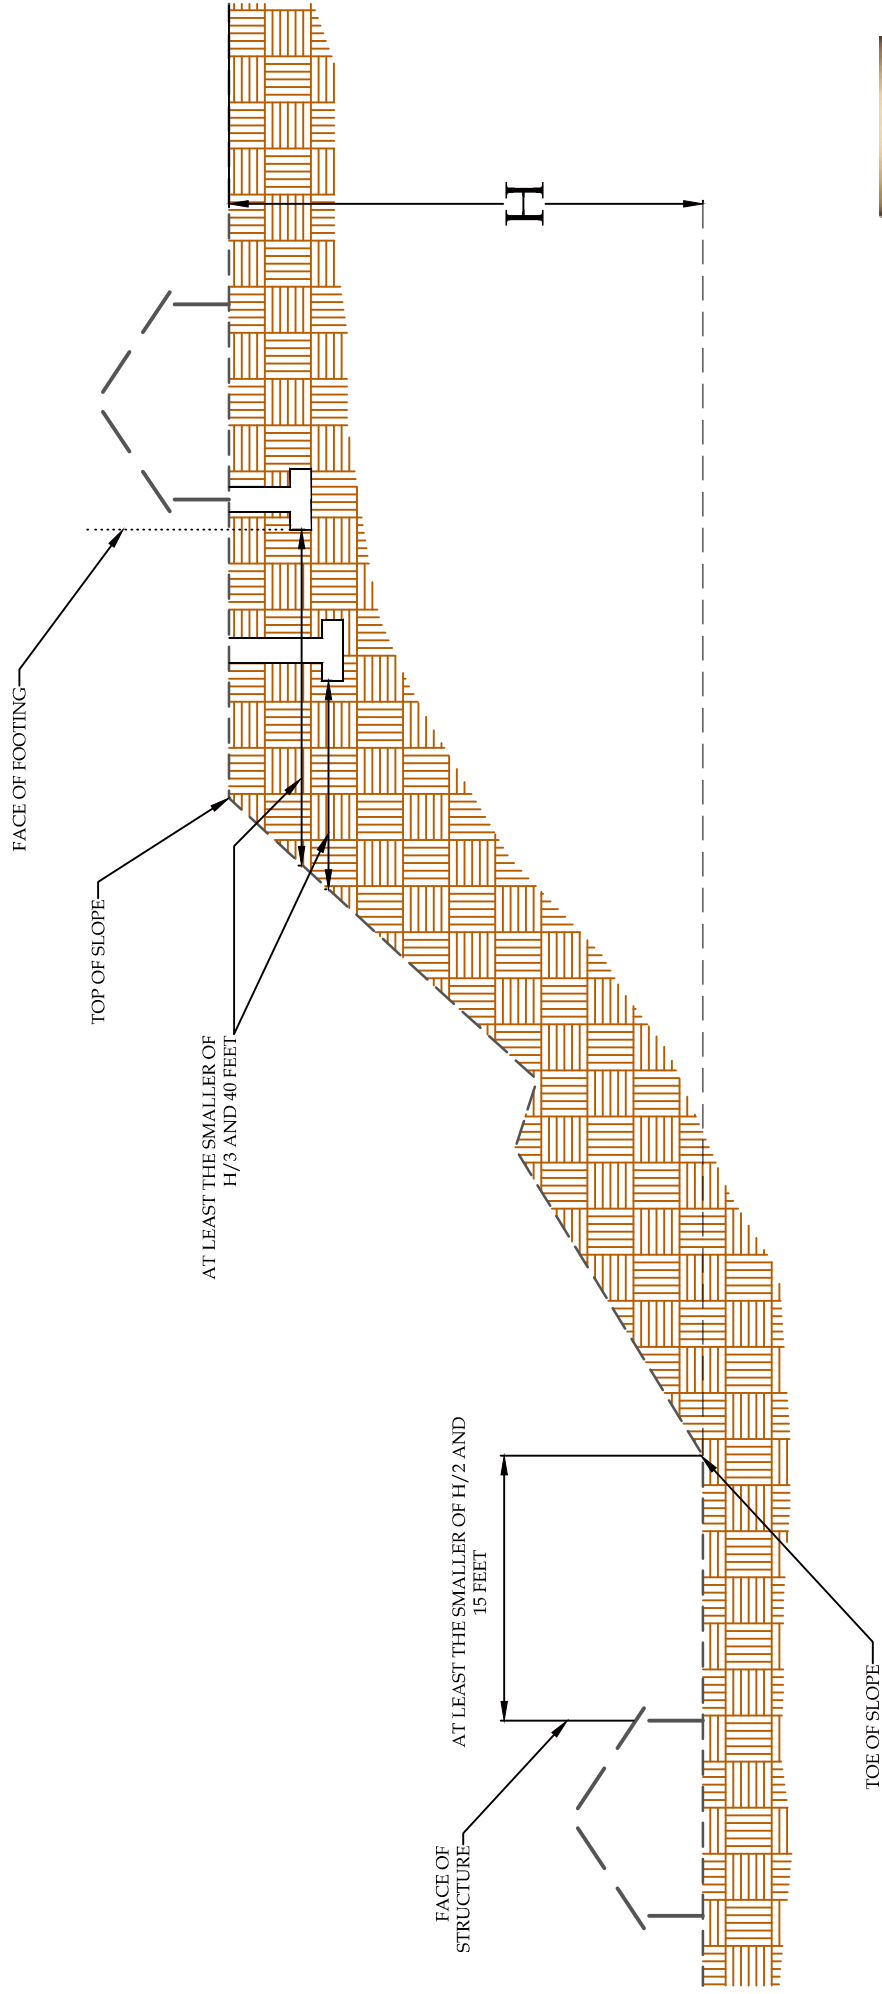 FACE OF FOOTING
TOP OF SLOPE
AT LEAST THE SMALLER OF
H/3 AND 40 FEET
H
AT LEAST THE SMALLER OF H/2 AND
15 FEET
FACE OF
STRUCTURE
TOE OF SLOPE